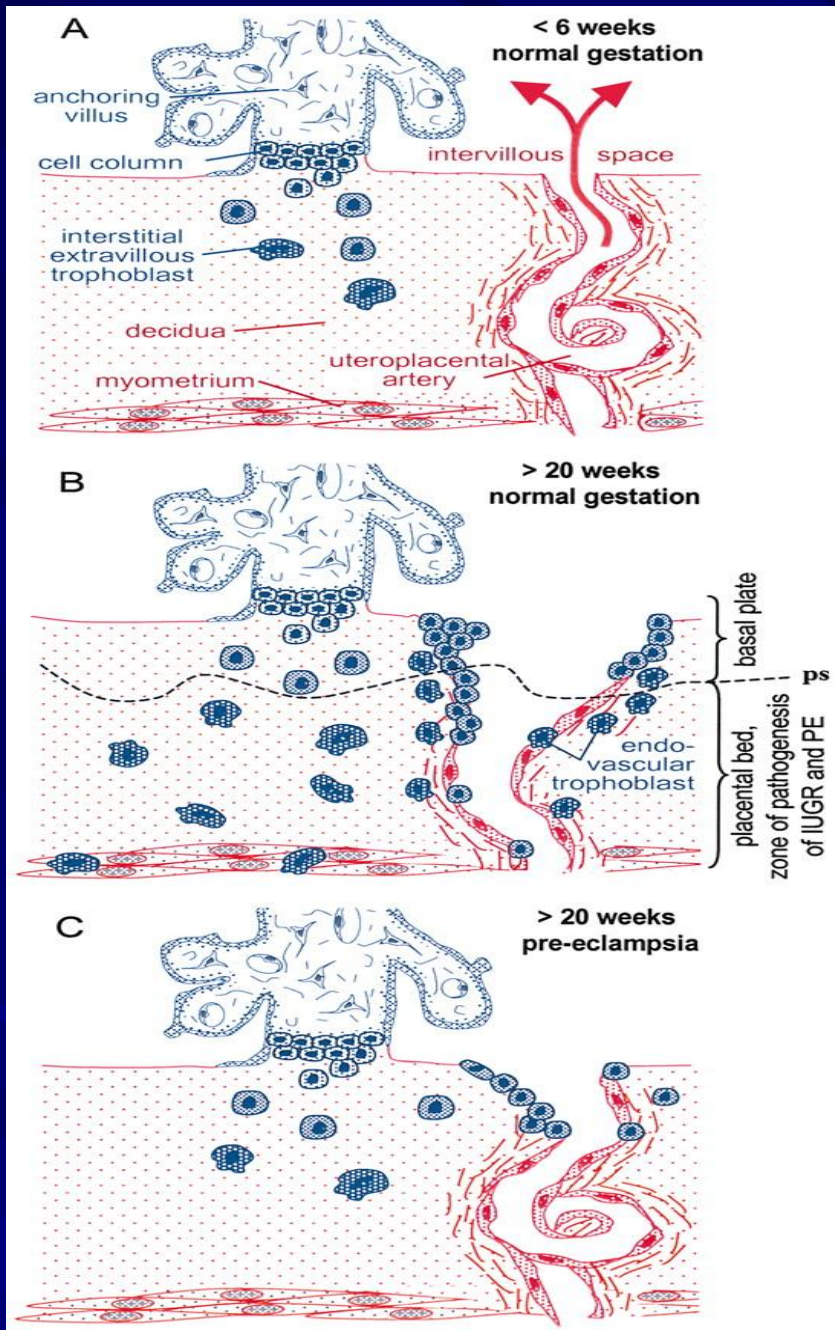 A
< 6 weeks
normal gestation
anchoring
villus
cell column
intervillous space
interstitial
extravillous
trophoblast
decidua
uteroplacental
artery
myometrium
B
> 20 weeks
normal gestation
basal plate
ps
endo-
vascular
trophoblast
placental bed,
zone of pathogenesis
of IUGR and PE
C
> 20 weeks
pre-eclampsia